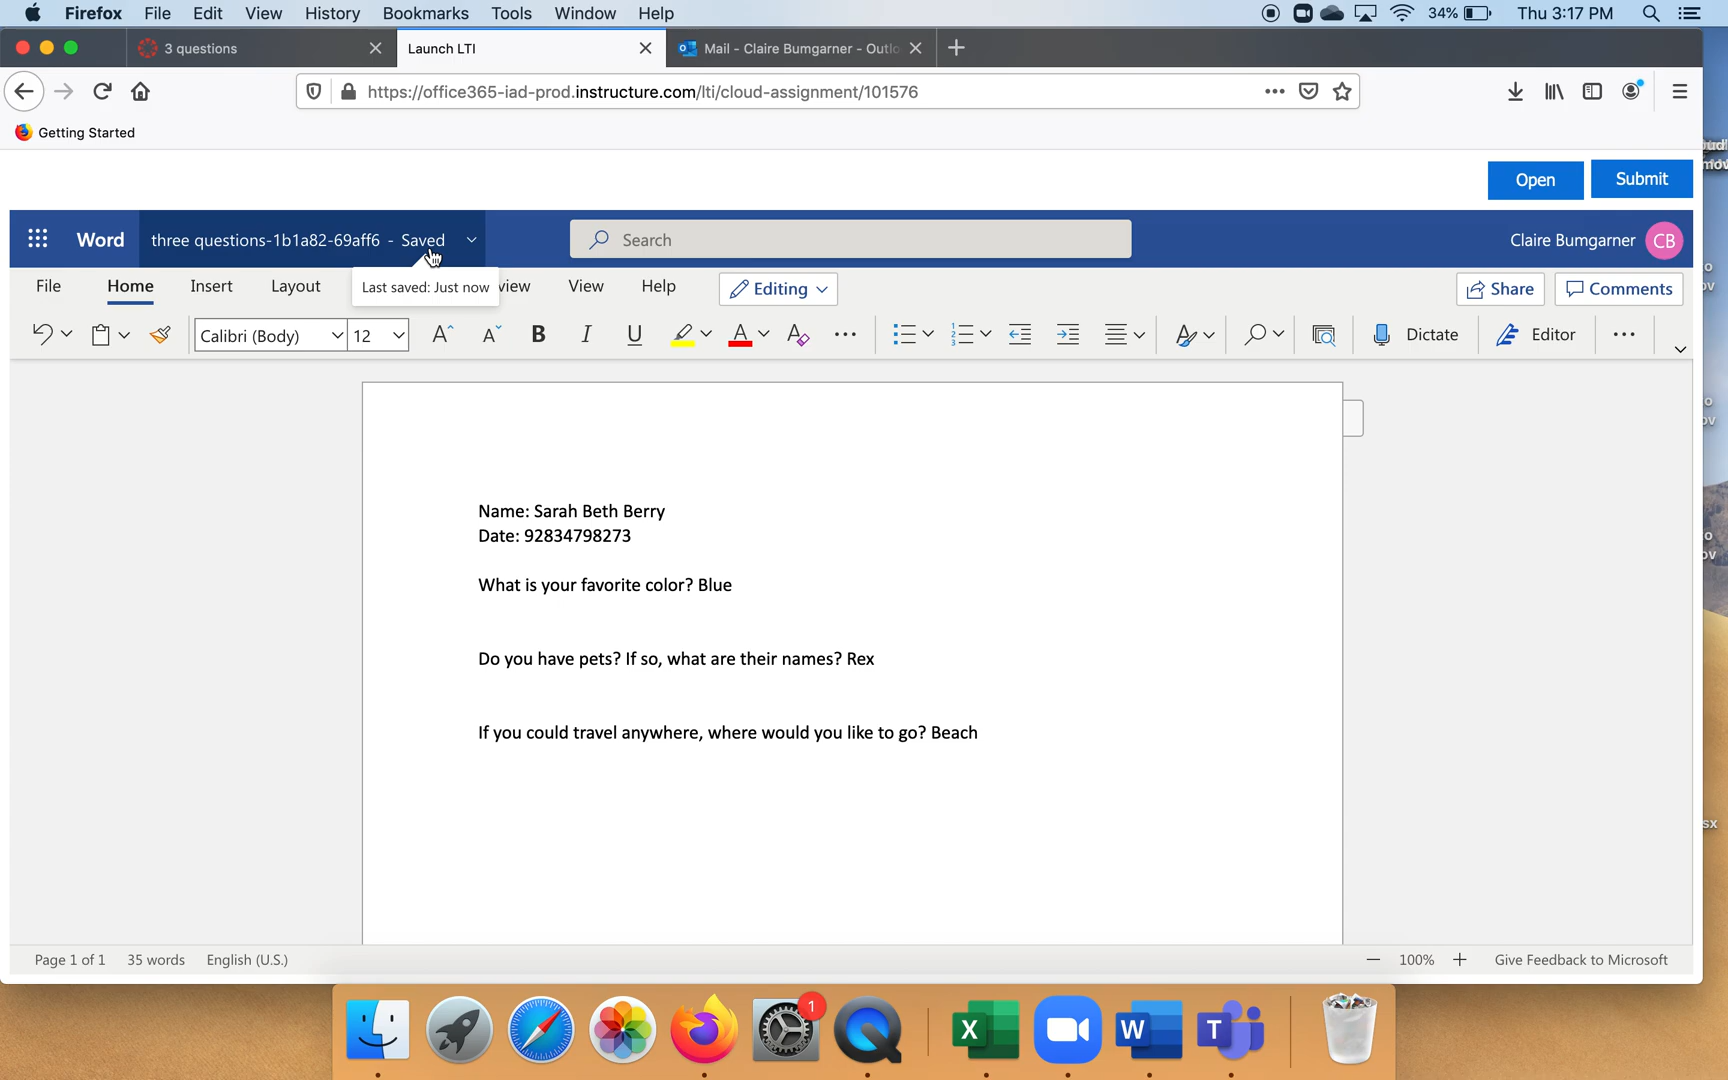 Firefox File Edit View History Bookmarks Tools Window Help 34% Thu 3:17 PM
3 questions Launch LTI Mail - Claire Bumgarner - Outlo
https://office365-iad-prod.instructure.com/lti/cloud-assignment/101576
Getting Started
Open Submit
Word three questions-1b1a82-69aff6 - Saved Search Claire Bumgarner CB
File Home Insert Layout view View Help Editing Share Comments
Last saved: Just now
Calibri (Body) 12 A A B I U A A Dictate Editor
Name: Sarah Beth Berry
Date: 92834798273
What is your favorite color? Blue
Do you have pets? If so, what are their names? Rex
If you could travel anywhere, where would you like to go? Beach
Page 1 of 1 35 words English (U.S.) 100% Give Feedback to Microsoft
1
X W T